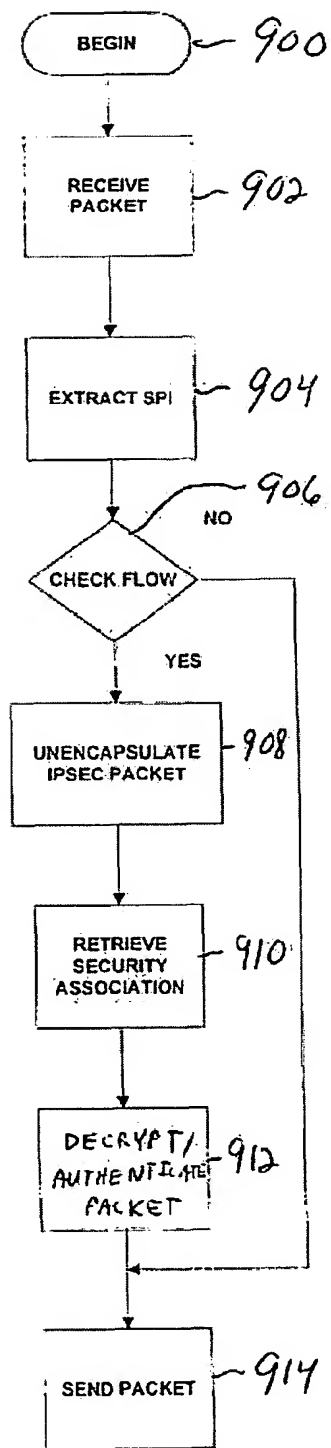 BEGIN 900
RECEIVE
PACKET
902
EXTRACT SPI 904
906
NO
CHECK FLOW
YES
UNENCAPSULATE
IPSEC PACKET
908
RETRIEVE
SECURITY
ASSOCIATION
910
DECRYPT/
AUTHENTICATE
PACKET
912
SEND PACKET 914